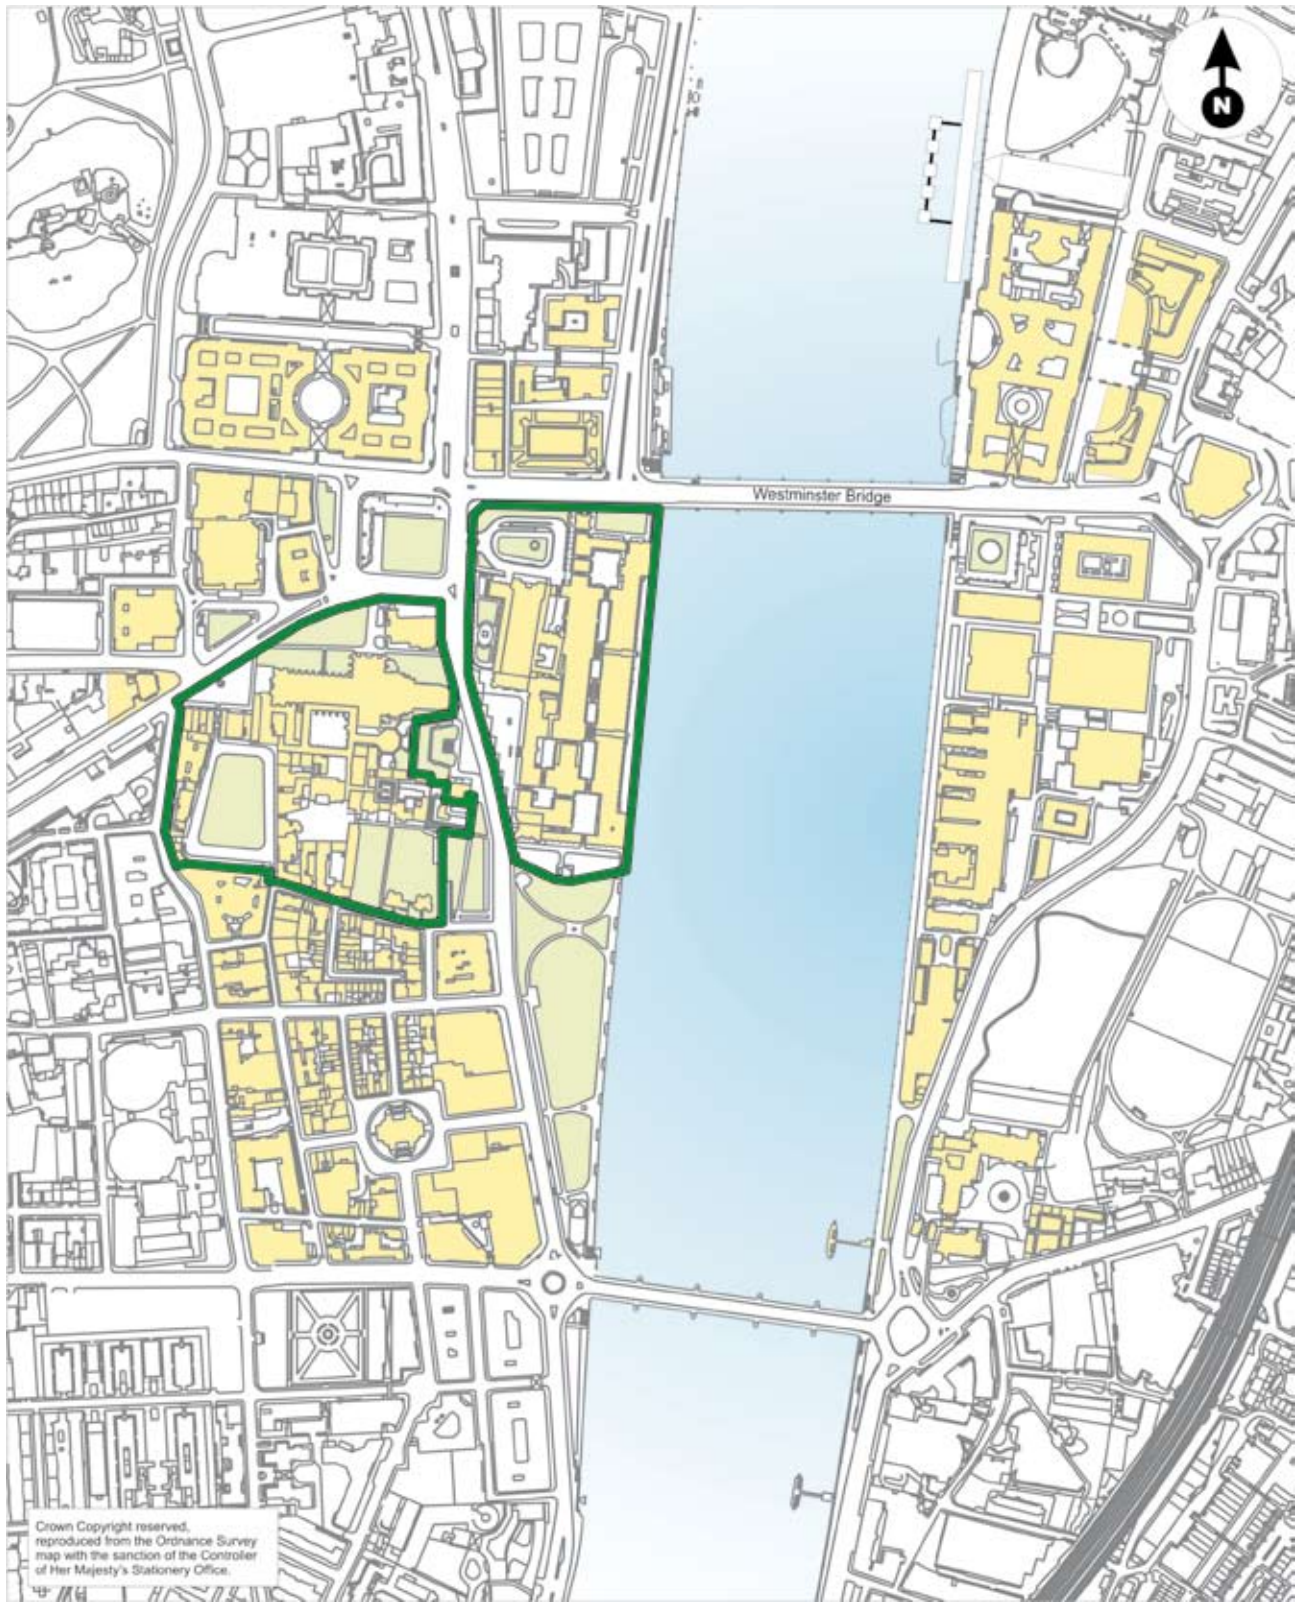 N
Westminster Bridge
Crown Copyright reserved,
reproduced from the Ordnance Survey
map with the sanction of the Controller
of Her Majesty's Stationery Office.